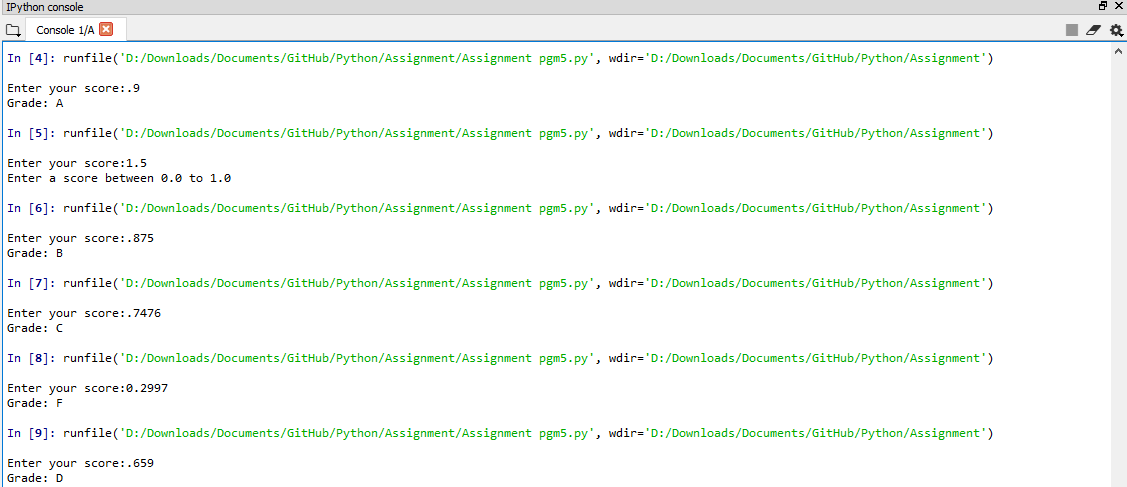 IPython console
Console 1/A
In [4]: runfile('D:/Downloads/Documents/GitHub/Python/Assignment/Assignment pgm5.py', wdir='D:/Downloads/Documents/GitHub/Python/Assignment')
Enter your score:.9
Grade: A
In [5]: runfile('D:/Downloads/Documents/GitHub/Python/Assignment/Assignment pgm5.py', wdir='D:/Downloads/Documents/GitHub/Python/Assignment')
Enter your score:1.5
Enter a score between 0.0 to 1.0
In [6]: runfile('D:/Downloads/Documents/GitHub/Python/Assignment/Assignment pgm5.py', wdir='D:/Downloads/Documents/GitHub/Python/Assignment')
Enter your score:.875
Grade: B
In [7]: runfile('D:/Downloads/Documents/GitHub/Python/Assignment/Assignment pgm5.py', wdir='D:/Downloads/Documents/GitHub/Python/Assignment')
Enter your score:.7476
Grade: C
In [8]: runfile('D:/Downloads/Documents/GitHub/Python/Assignment/Assignment pgm5.py', wdir='D:/Downloads/Documents/GitHub/Python/Assignment')
Enter your score:0.2997
Grade: F
In [9]: runfile('D:/Downloads/Documents/GitHub/Python/Assignment/Assignment pgm5.py', wdir='D:/Downloads/Documents/GitHub/Python/Assignment')
Enter your score:.659
Grade: D